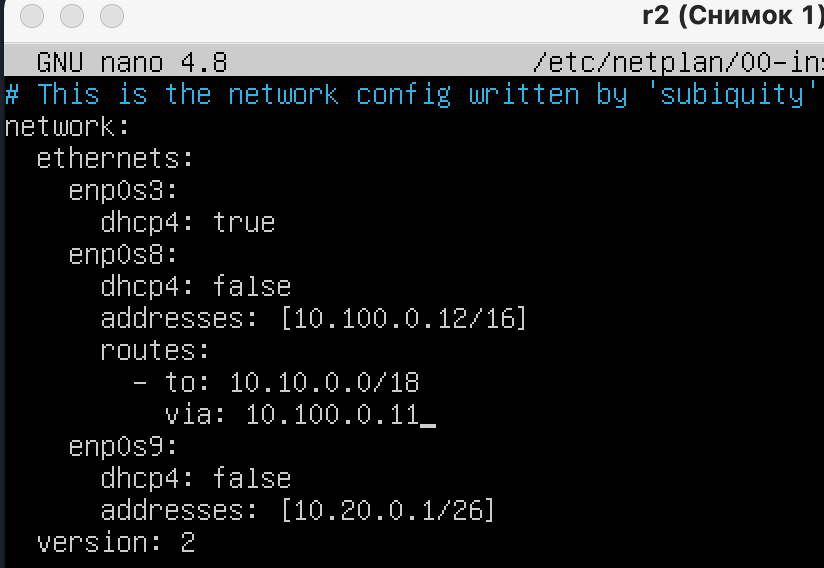 r2 (Снимок 1)
GNU nano 4.8 /etc/netplan/00-ins
# This is the network config written by 'subiquity'
network:
  ethernets:
    enp0s3:
      dhcp4: true
    enp0s8:
      dhcp4: false
      addresses: [10.100.0.12/16]
      routes:
        - to: 10.10.0.0/18
          via: 10.100.0.11_
    enp0s9:
      dhcp4: false
      addresses: [10.20.0.1/26]
  version: 2